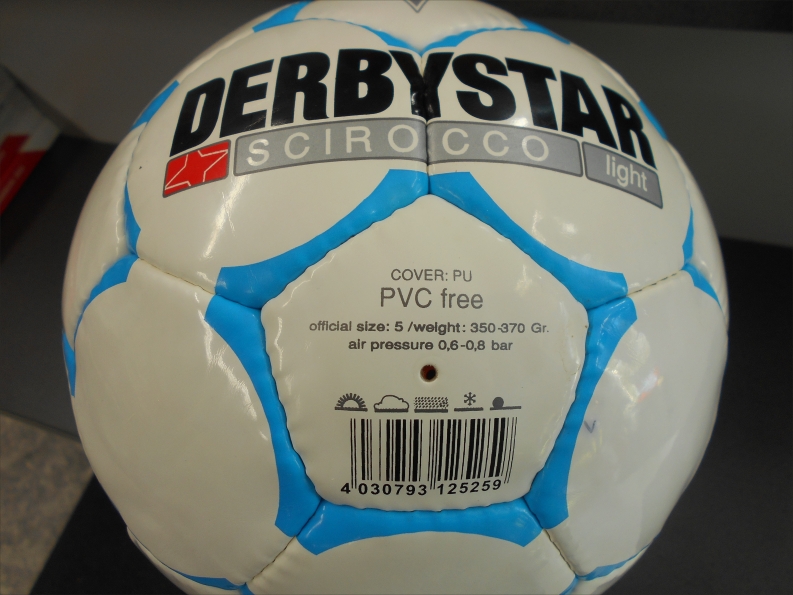 DERBYSTAR
SCIROCCO light
COVER: PU
PVC free
official size: 5 /weight: 350-370 Gr.
air pressure 0,6-0,8 bar
4 030793 125259